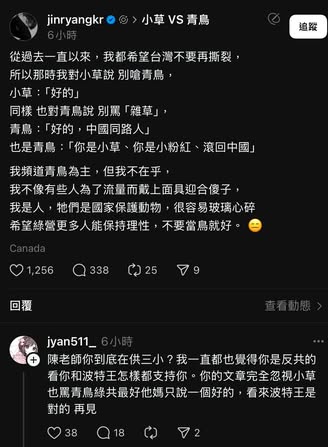 jinryangkr > 小草 VS 青鳥
6小時
追蹤
從過去一直以來，我都希望台灣不要再撕裂，
所以那時我對小草說 別嗆青鳥，
小草：「好的」
同樣 也對青鳥說 別罵「雜草」，
青鳥：「好的，中國同路人」
也是青鳥：「你是小草、你是小粉紅、滾回中國」
我頻道青鳥為主，但我不在乎，
我不像有些人為了流量而戴上面具迎合傻子，
我是人，牠們是國家保護動物，很容易玻璃心碎
希望綠營更多人能保持理性，不要當鳥就好。 😑
Canada
1,256 338 25 9
回覆 查看動態 >
jyan511_ 6小時
陳老師你到底在供三小？我一直都也覺得你是反共的
看你和波特王怎樣都支持你。你的文章完全忽視小草
也罵青鳥綠共最好他媽只說一個好的，看來波特王是
對的 再見
38 18 2